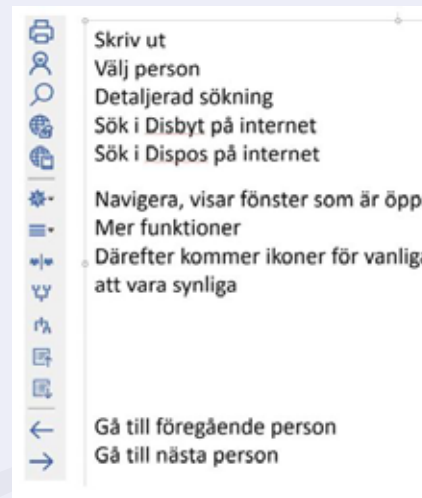 Skriv ut
Välj person
Detaljerad sökning
Sök i Disbyt på internet
Sök i Dispos på internet
Navigera, visar fönster som är öpp
Mer funktioner
Därefter kommer ikoner för vanliga
att vara synliga
Gå till föregående person
Gå till nästa person